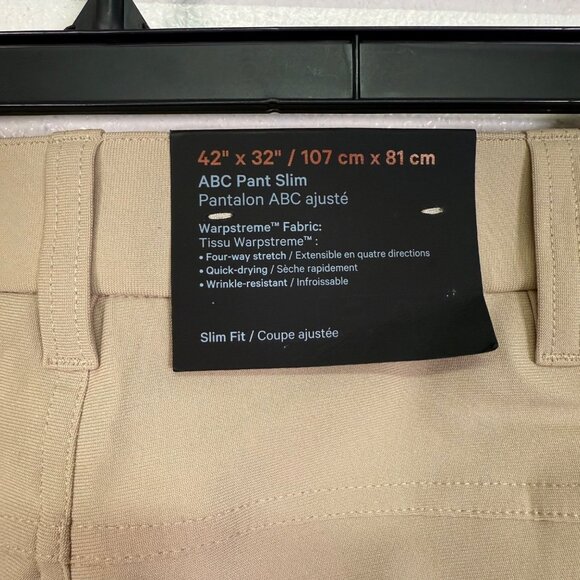 42" x 32" / 107 cm x 81 cm
ABC Pant Slim
Pantalon ABC ajusté
Warpstreme™ Fabric:
Tissu Warpstreme™ :
• Four-way stretch / Extensible en quatre directions
• Quick-drying / Sèche rapidement
• Wrinkle-resistant / Infroissable
Slim Fit / Coupe ajustée